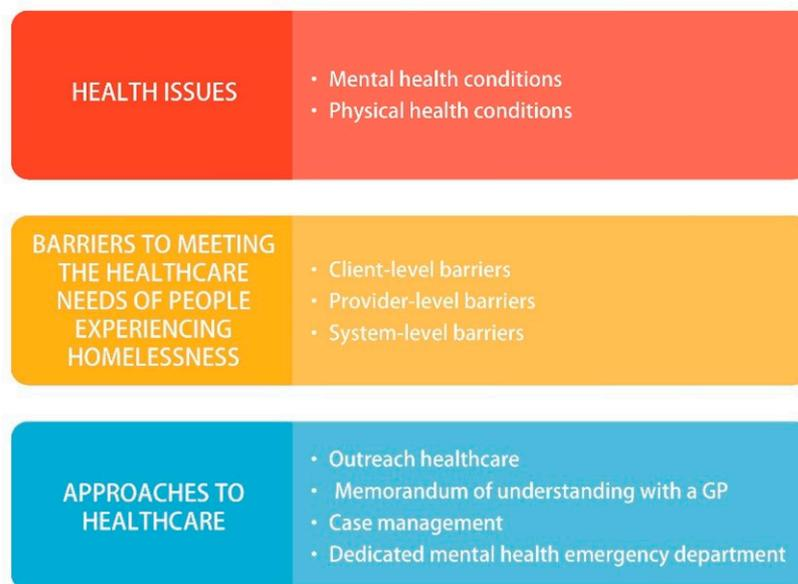 HEALTH ISSUES
• Mental health conditions
• Physical health conditions
BARRIERS TO MEETING
THE HEALTHCARE
NEEDS OF PEOPLE
EXPERIENCING
HOMELESSNESS
• Client-level barriers
• Provider-level barriers
• System-level barriers
APPROACHES TO
HEALTHCARE
• Outreach healthcare
• Memorandum of understanding with a GP
• Case management
• Dedicated mental health emergency department